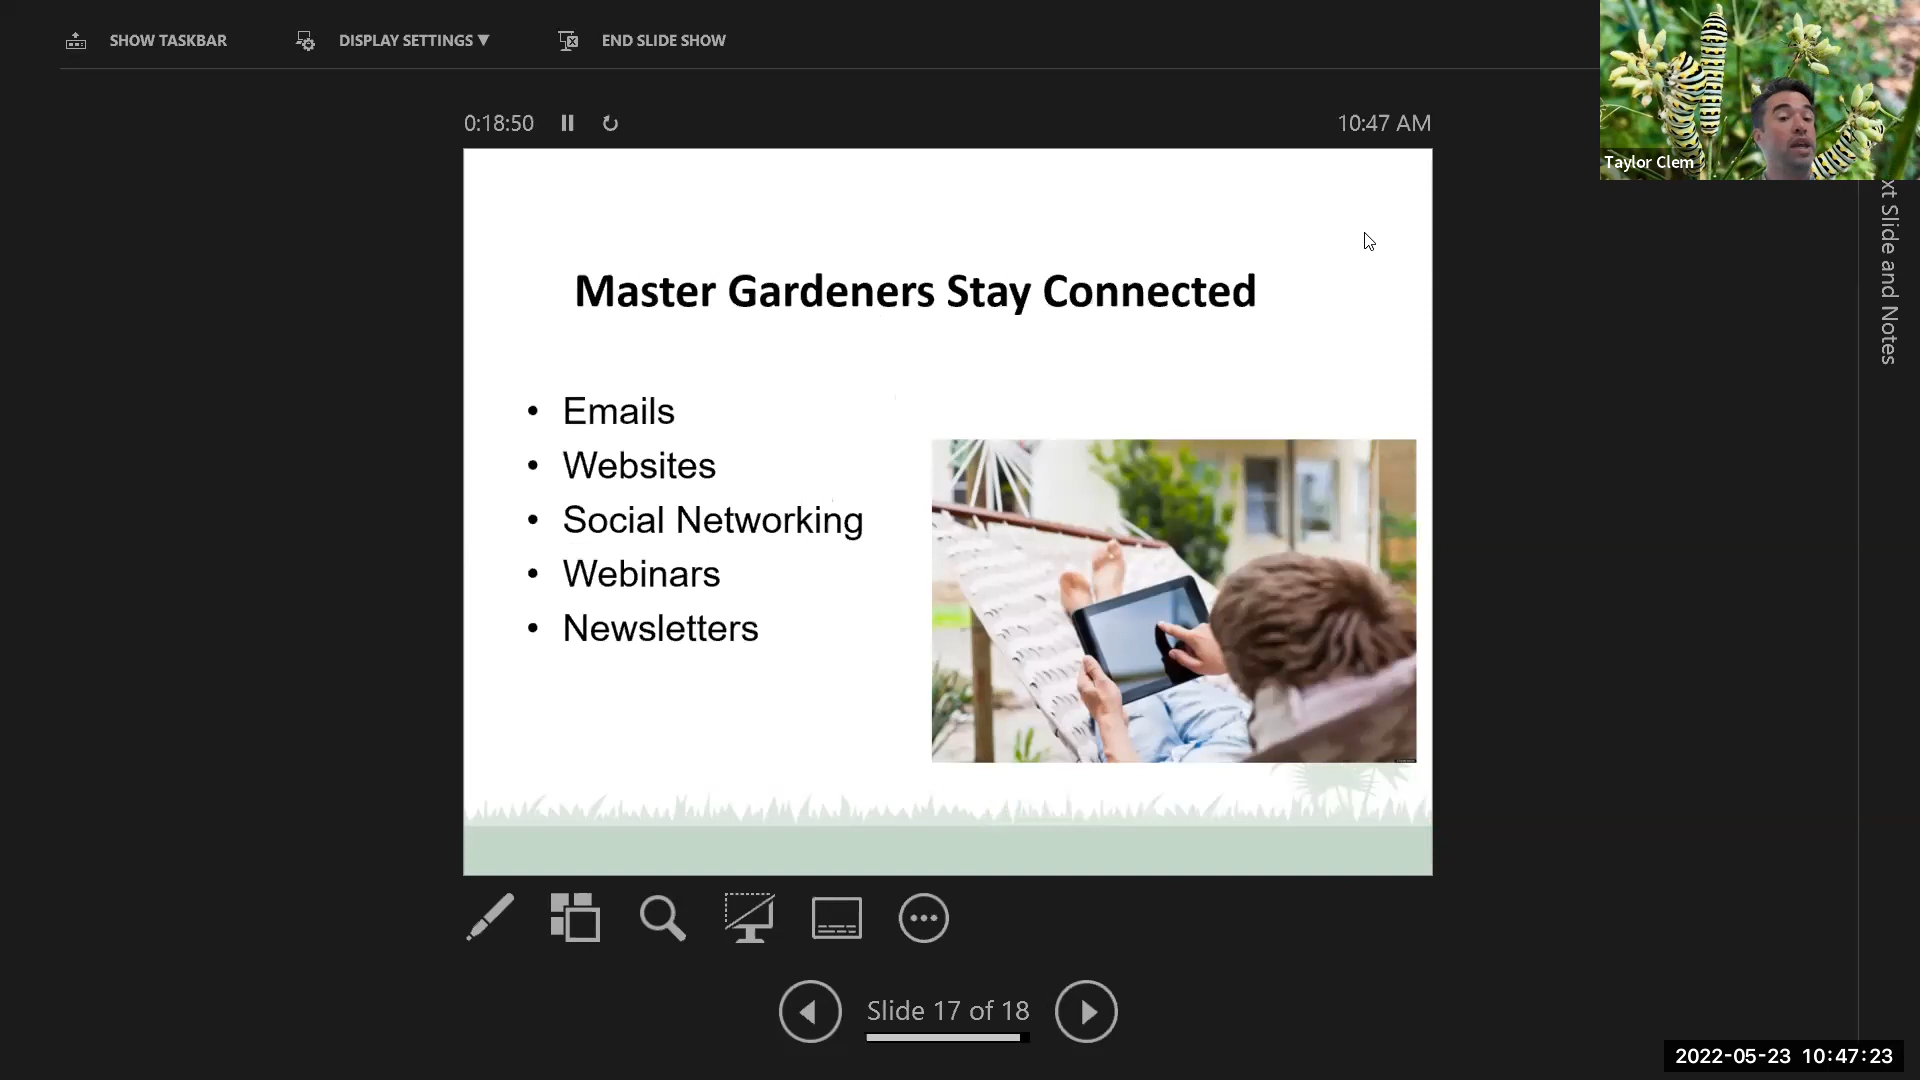 SHOW TASKBAR
DISPLAY SETTINGS ▼
END SLIDE SHOW
0:18:50
10:47 AM
Taylor Clem
xt Slide and Notes
Master Gardeners Stay Connected
• Emails
• Websites
• Social Networking
• Webinars
• Newsletters
Slide 17 of 18
2022-05-23 10:47:23